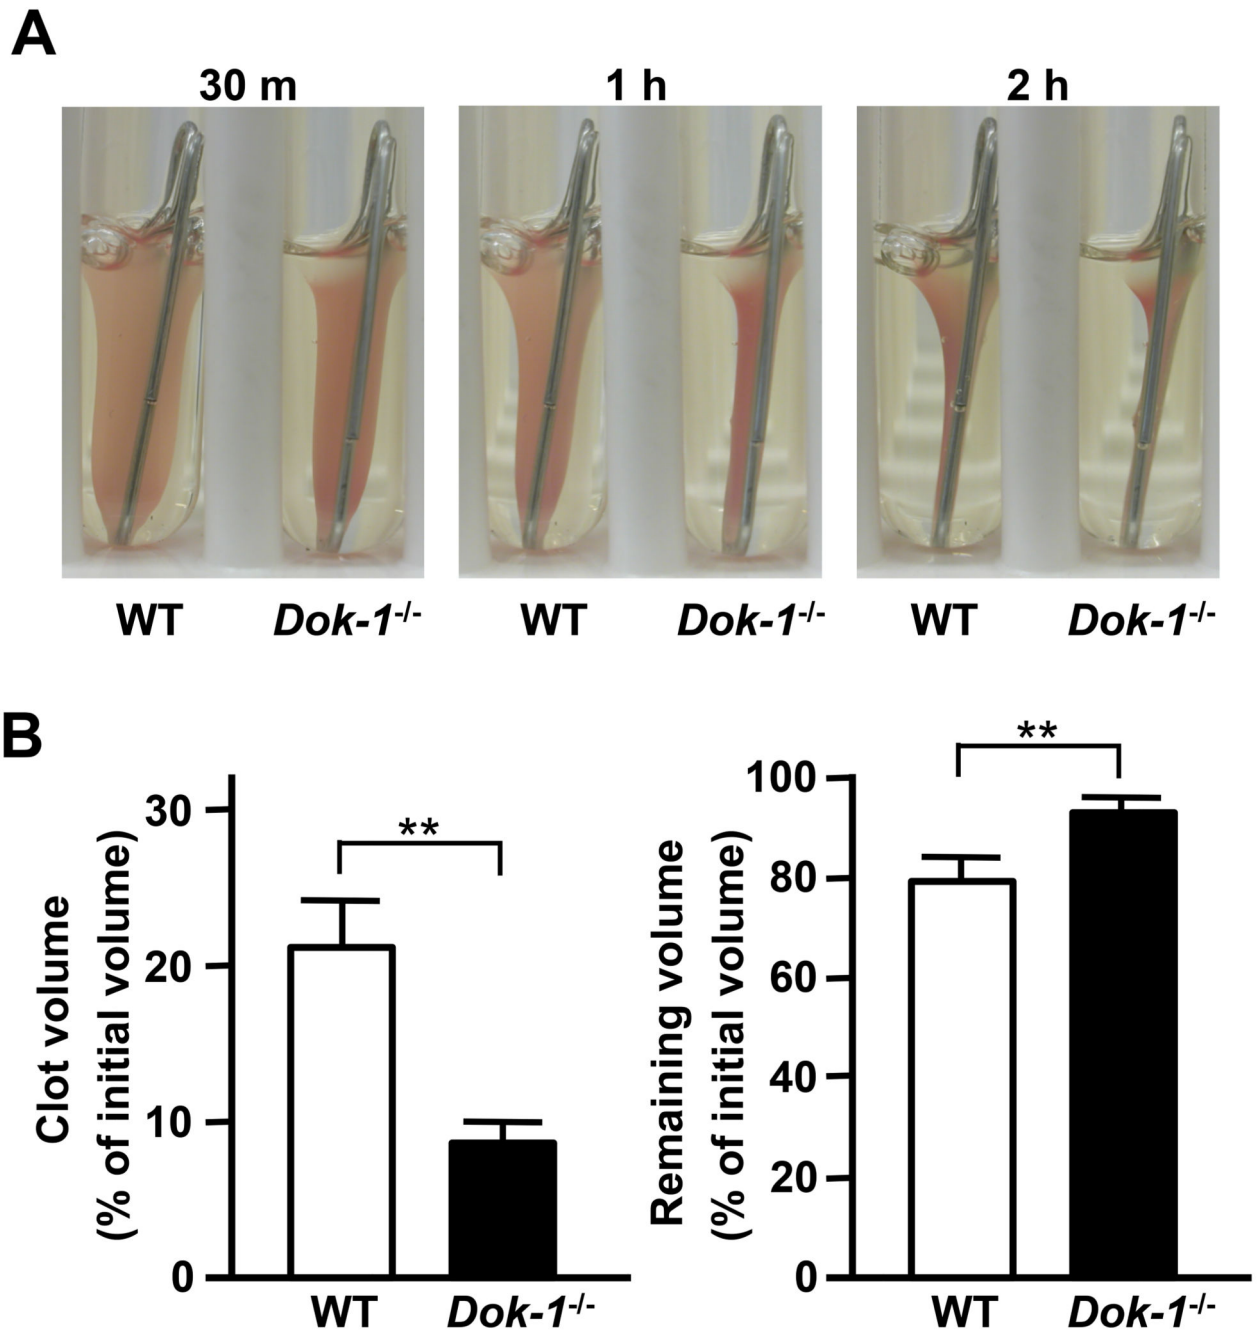 A
30 m 1 h 2 h
WT Dok-1-/- WT Dok-1-/- WT Dok-1-/-
B
Clot volume
(% of initial volume)
30
20
10
0
**
WT Dok-1-/-
Remaining volume
(% of initial volume)
100
80
60
40
20
0
**
WT Dok-1-/-